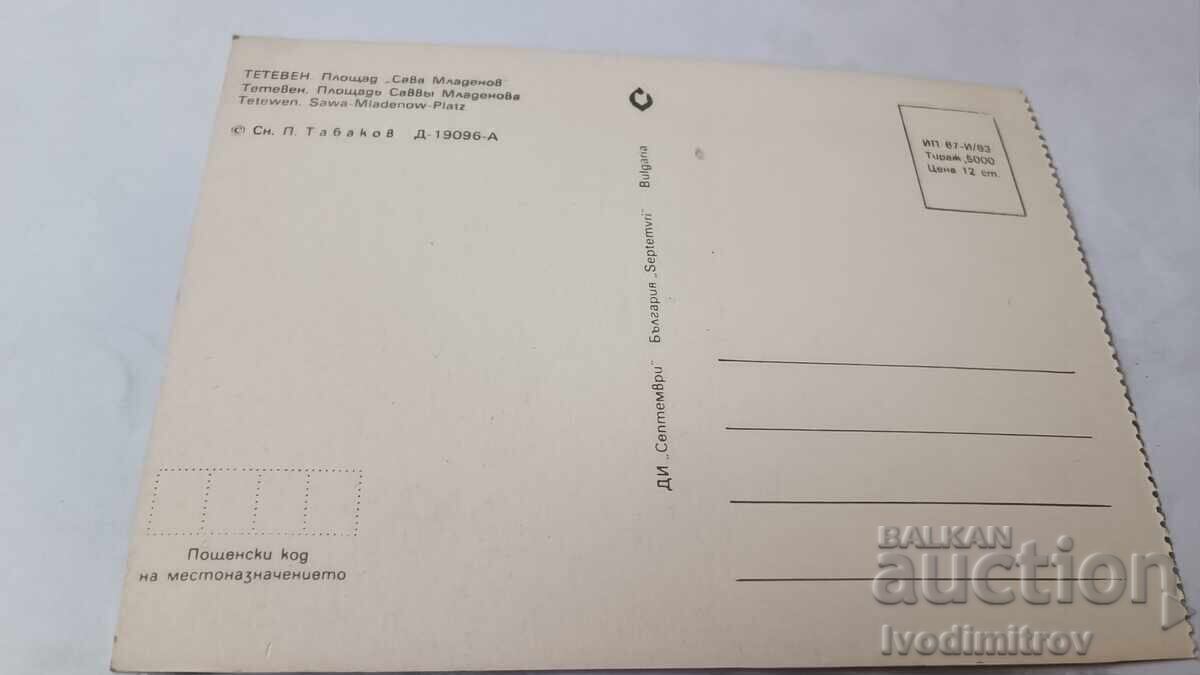 ТЕТЕВЕН. Площад „Сава Младенов"
Тетевен. Площадь Саввы Младенова
Tetewen. Sawa-Mladenow-Platz
© Сн. П. Табаков Д-19096-А
ИП 67-И/83
Тираж 5000
Цена 12 ст.
ДИ „Септември" България „Septemvri" Bulgaria
Пощенски код
на местоназначението
BALKAN
auction
Ivodimitrov